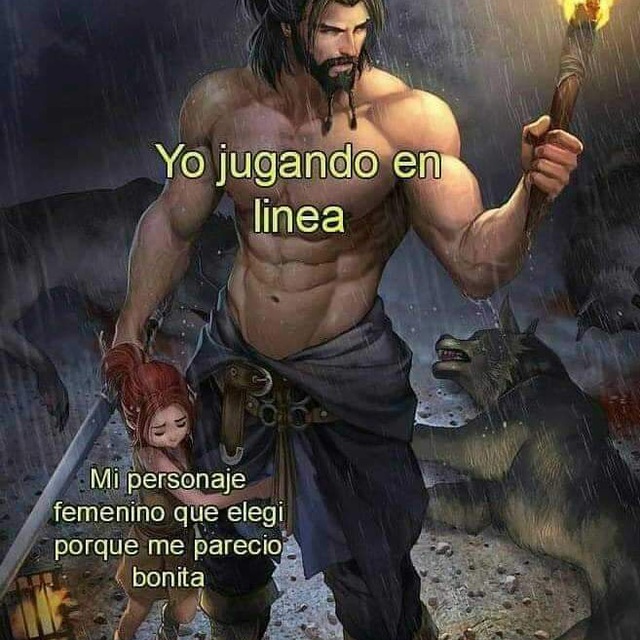 Yo jugando en
linea
Mi personaje
femenino que elegi
porque me parecio
bonita